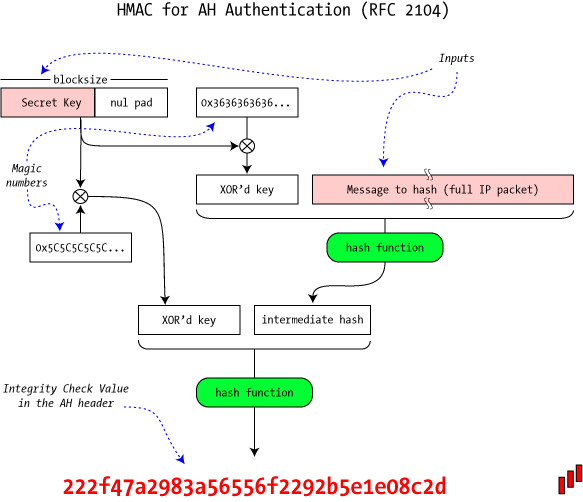 HMAC for AH Authentication (RFC 2104)
Inputs
blocksize
Secret Key
nul pad
0x3636363636...
Magic
numbers
XOR'd key
Message to hash (full IP packet)
0x5C5C5C5C5C...
hash function
XOR'd key
intermediate hash
Integrity Check Value
in the AH header
hash function
222f47a2983a56556f2292b5e1e08c2d